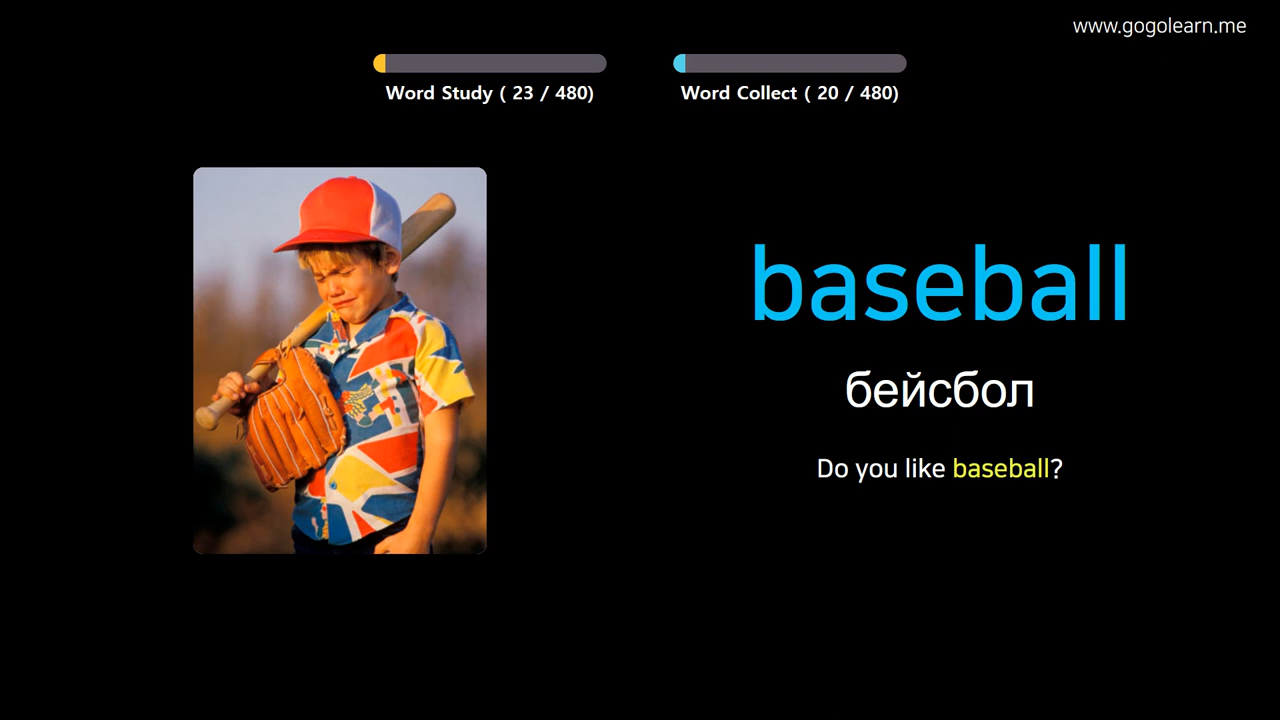 www.gogolearn.me
Word Study ( 23 / 480)
Word Collect ( 20 / 480)
baseball
бейсбол
Do you like baseball?